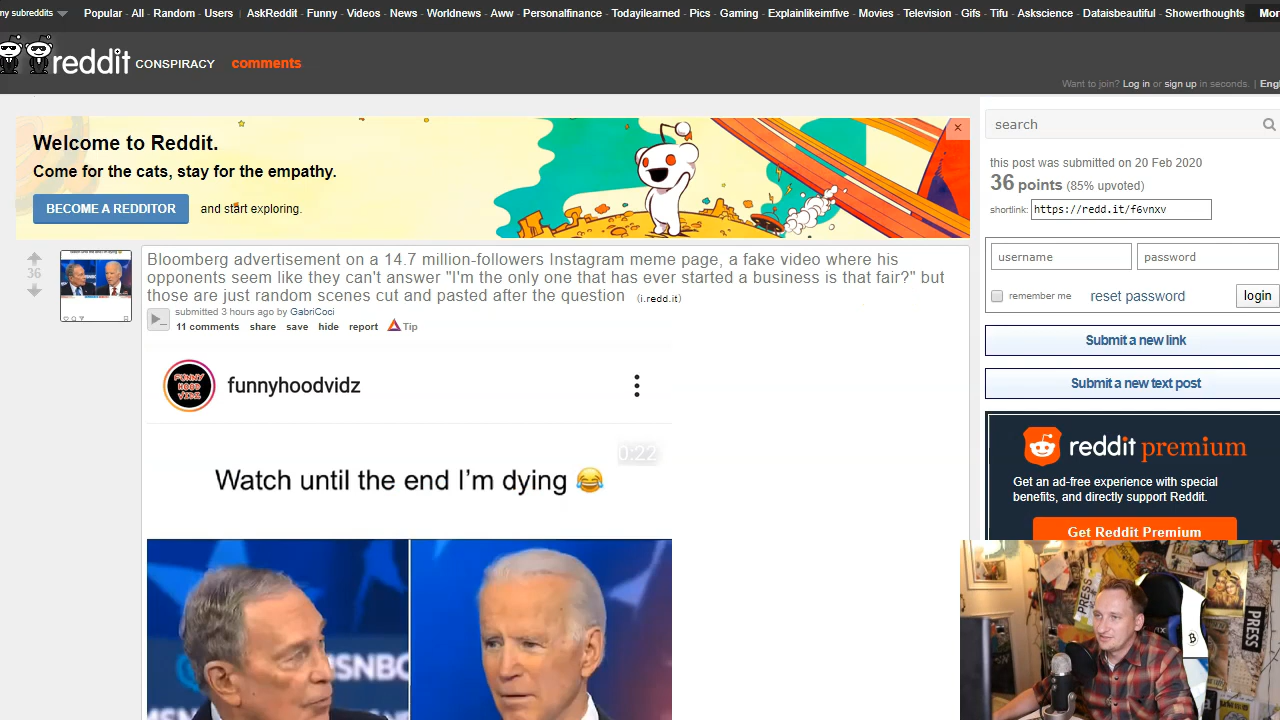 my subreddits Popular - All - Random - Users | AskReddit - Funny - Videos - News - Worldnews - Aww - Personalfinance - Todayilearned - Pics - Gaming - Explainlikeimfive - Movies - Television - Gifs - Tifu - Askscience - Dataisbeautiful - Showerthoughts
reddit CONSPIRACY comments
Want to join? Log in or sign up in seconds. | Engl
Welcome to Reddit.
Come for the cats, stay for the empathy.
BECOME A REDDITOR and start exploring.
×
search
this post was submitted on 20 Feb 2020
36 points (85% upvoted)
shortlink: https://redd.it/f6vnxv
username password
remember me reset password login
Submit a new link
Submit a new text post
reddit premium
Get an ad-free experience with special
benefits, and directly support Reddit.
Get Reddit Premium
36
Bloomberg advertisement on a 14.7 million-followers Instagram meme page, a fake video where his
opponents seem like they can't answer "I'm the only one that has ever started a business is that fair?" but
those are just random scenes cut and pasted after the question (i.redd.it)
submitted 3 hours ago by GabriCoci
11 comments share save hide report Tip
FUNNY
HOOD
VIDZ
funnyhoodvidz
0:22
Watch until the end I'm dying 😂
MSNBC
PRESS
PRESS